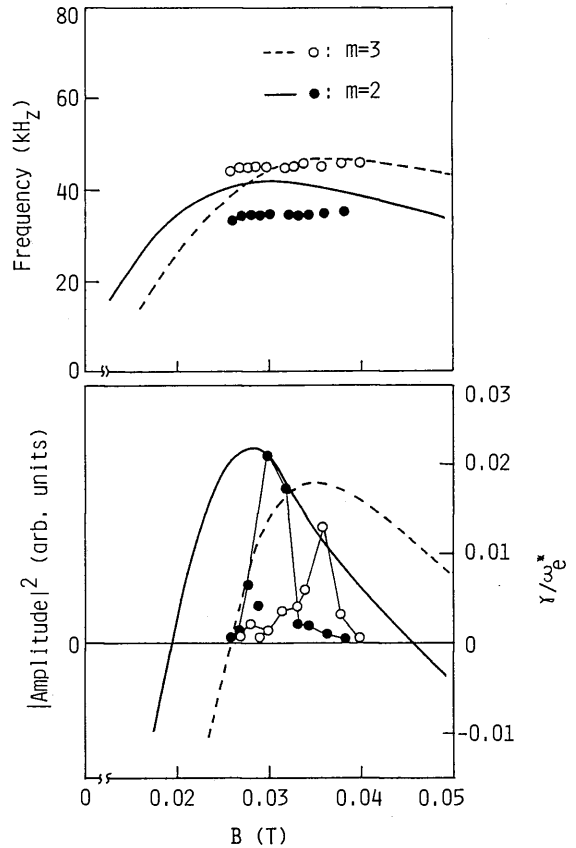 80
60
40
20
0
Frequency (kHz)
---- ○: m=3
—— ●: m=2
|Amplitude|² (arb. units)
0
0.03
0.02
0.01
0
-0.01
γ/ωe*
0 0.02 0.03 0.04 0.05
B (T)